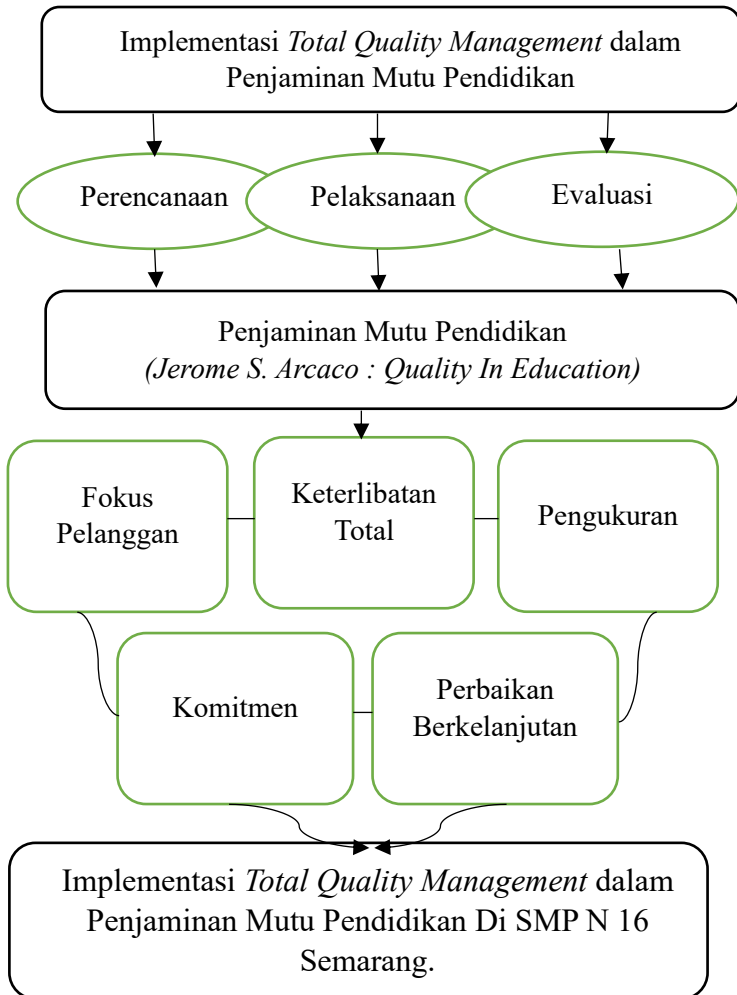 Implementasi Total Quality Management dalam
Penjaminan Mutu Pendidikan
Perencanaan
Pelaksanaan
Evaluasi
Penjaminan Mutu Pendidikan
(Jerome S. Arcaco : Quality In Education)
Fokus
Pelanggan
Keterlibatan
Total
Pengukuran
Komitmen
Perbaikan
Berkelanjutan
Implementasi Total Quality Management dalam
Penjaminan Mutu Pendidikan Di SMP N 16
Semarang.